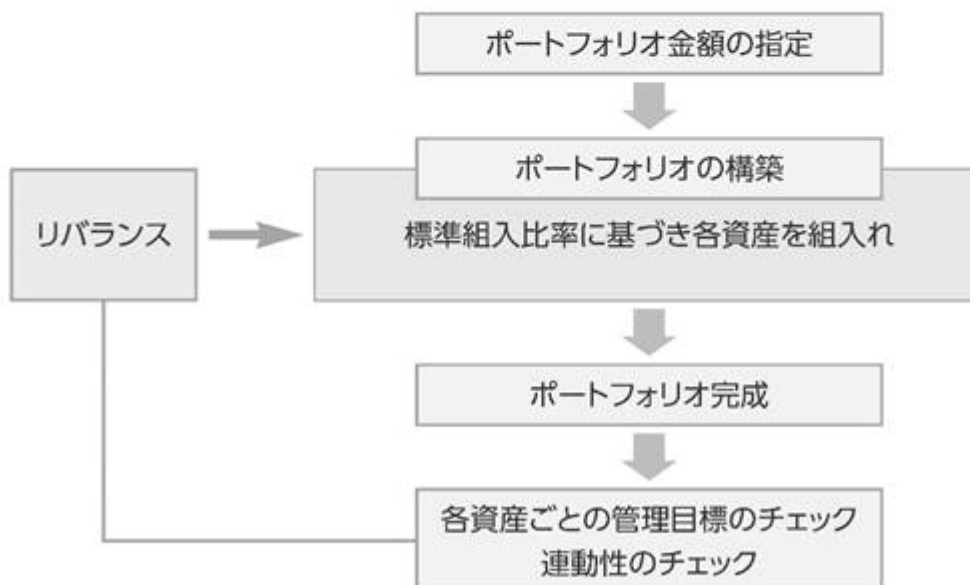 ポートフォリオ金額の指定
ポートフォリオの構築
リバランス
標準組入比率に基づき各資産を組入れ
ポートフォリオ完成
各資産ごとの管理目標のチェック
連動性のチェック